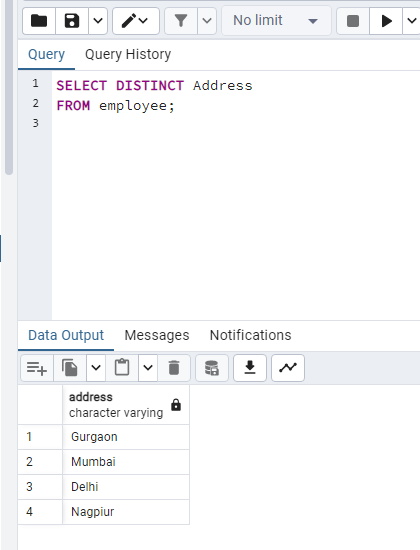 No limit
Query Query History
1 SELECT DISTINCT Address
2 FROM employee;
3
Data Output Messages Notifications
address
character varying
1 Gurgaon
2 Mumbai
3 Delhi
4 Nagpiur